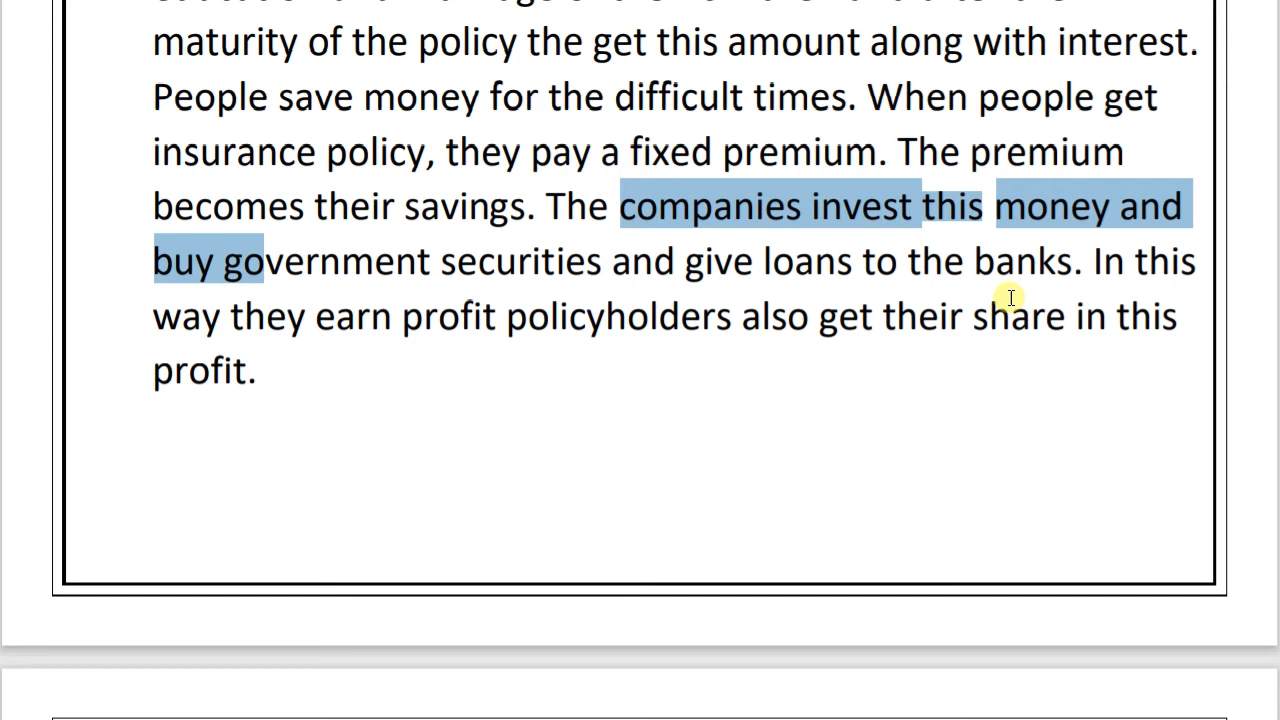 maturity of the policy the get this amount along with interest.
People save money for the difficult times. When people get
insurance policy, they pay a fixed premium. The premium
becomes their savings. The companies invest this money and
buy government securities and give loans to the banks. In this
way they earn profit policyholders also get their share in this
profit.